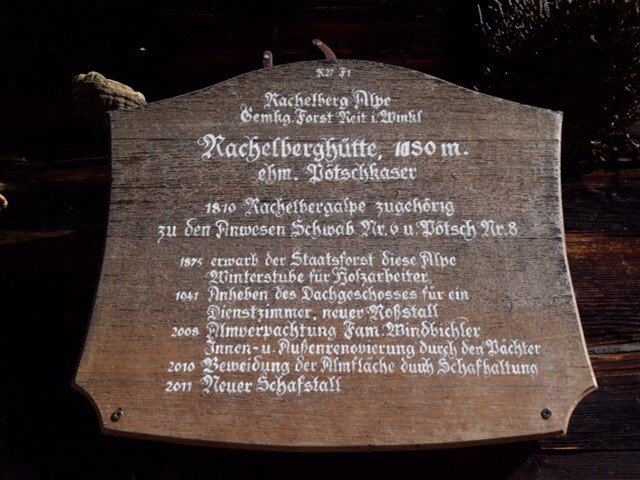 R27 F1
Rachelberg Alpe
Gemkg. Forst Reit i. Winkl
Rachelberghütte, 1180 m.
ehm. Pötschkaser
1810 Rachelbergalpe zugehörig
zu den Anwesen Schwab Nr. 6 u. Pötsch Nr. 8
1875 erwarb der Staatsforst diese Alpe
Winterstube für Holzarbeiter
1941 Anheben des Dachgeschosses für ein
Dienstzimmer, neuer Roßstall
2008 Almverpachtung Fam. Windbichler
Innen- u. Außenrenovierung durch den Pächter
2010 Beweidung der Almfläche durch Schafhaltung
2011 Neuer Schafstall